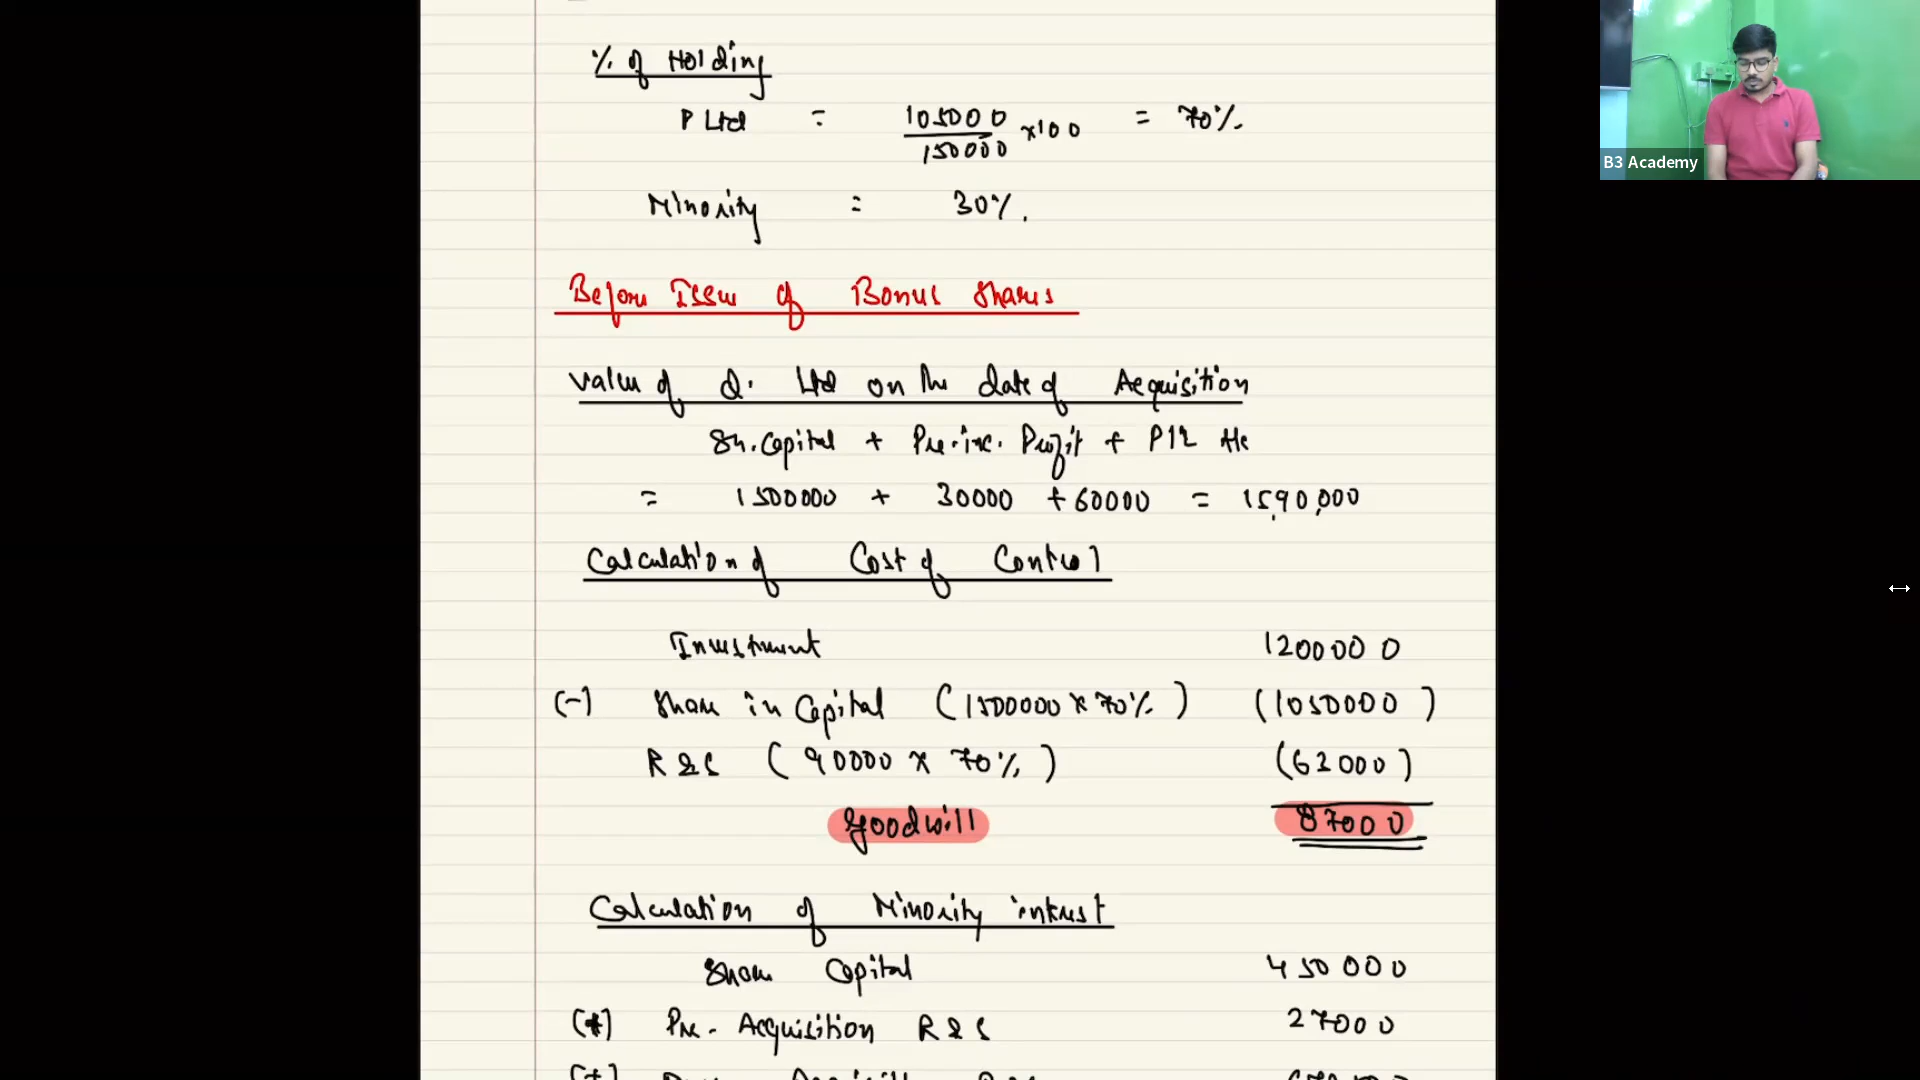 % of Holding
P Ltd = 105000 / 150000 x100 = 70%.
Minority = 30%.
B3 Academy
Before Issue of Bonus Shares
Value of Q. Ltd on the date of Acquisition
Sh. Capital + Pre-inc. Profit + P/L A/c
= 1500000 + 30000 + 60000 = 15,90,000
Calculation of Cost of Control
Investment 1200000
(-) Share in Capital (1500000 x 70%) (1050000)
R&S (90000 x 70%) (63000)
Goodwill 87000
Calculation of Minority interest
Share Capital 450000
(+) Pre-Acquisition R&S 27000